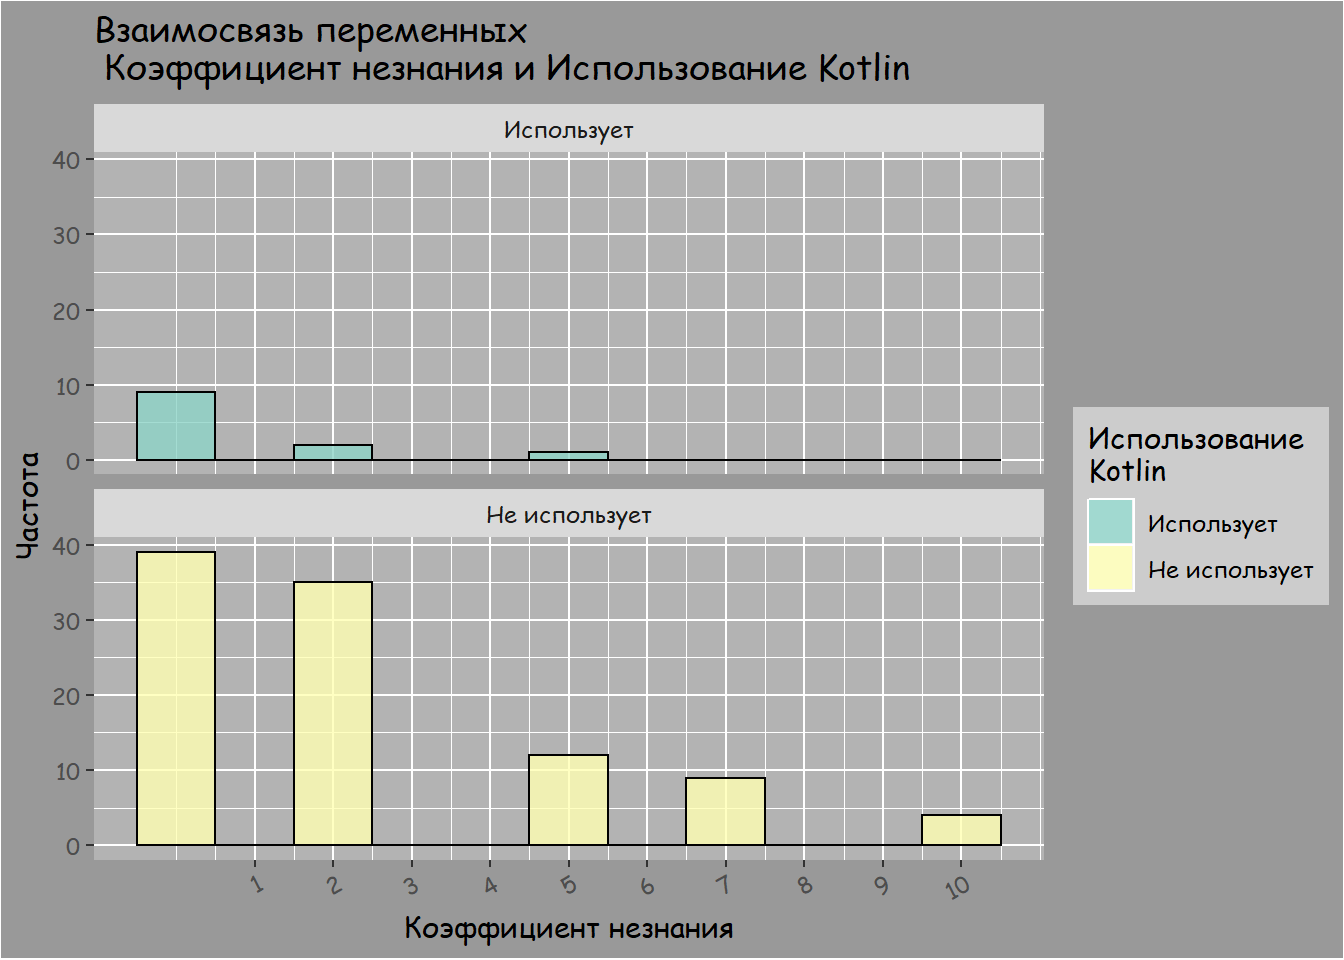 Взаимосвязь переменных
Коэффициент незнания и Использование Kotlin
Использует
40
30
20
10
0
Не использует
40
30
20
10
0
1 2 3 4 5 6 7 8 9 10
Коэффициент незнания
Частота
Использование
Kotlin
Использует
Не использует